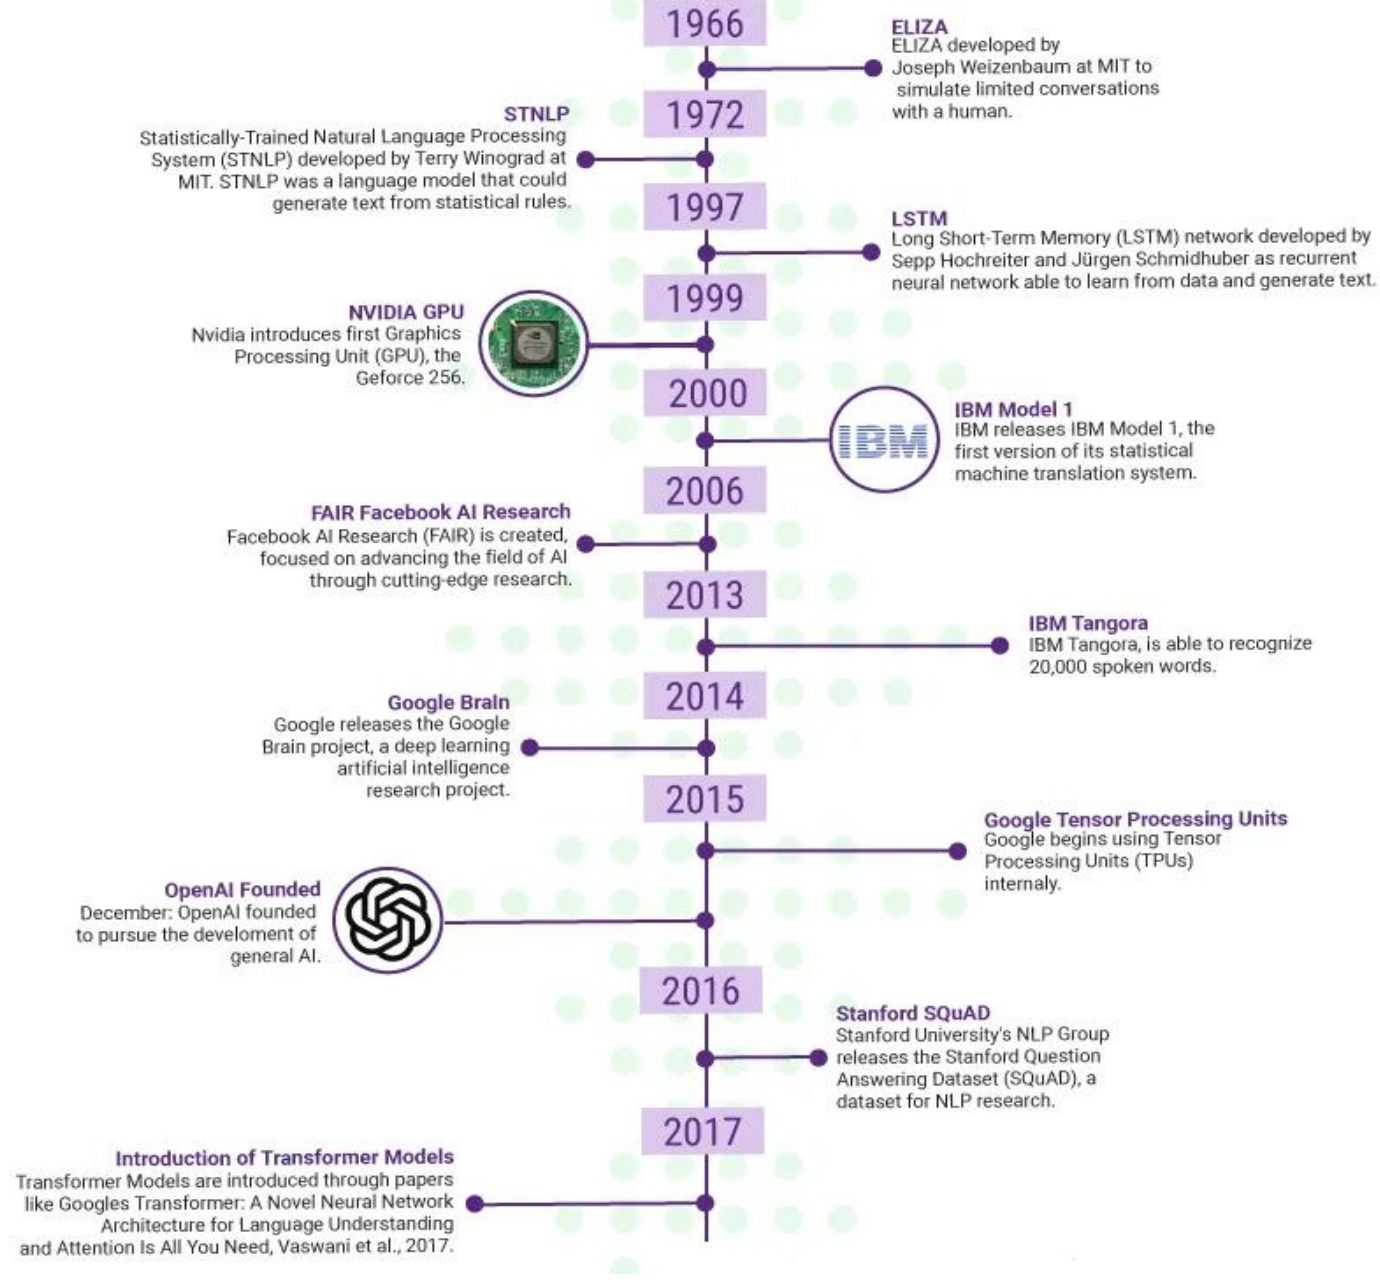 1966
ELIZA
ELIZA developed by
Joseph Weizenbaum at MIT to
simulate limited conversations
with a human.
1972
STNLP
Statistically-Trained Natural Language Processing
System (STNLP) developed by Terry Winograd at
MIT. STNLP was a language model that could
generate text from statistical rules.
1997
LSTM
Long Short-Term Memory (LSTM) network developed by
Sepp Hochreiter and Jürgen Schmidhuber as recurrent
neural network able to learn from data and generate text.
1999
NVIDIA GPU
Nvidia introduces first Graphics
Processing Unit (GPU), the
Geforce 256.
2000
IBM
IBM Model 1
IBM releases IBM Model 1, the
first version of its statistical
machine translation system.
2006
FAIR Facebook AI Research
Facebook AI Research (FAIR) is created,
focused on advancing the field of AI
through cutting-edge research.
2013
IBM Tangora
IBM Tangora, is able to recognize
20,000 spoken words.
2014
Google BraIn
Google releases the Google
Brain project, a deep learning
artificial intelligence
research project.
2015
Google Tensor Processing Units
Google begins using Tensor
Processing Units (TPUs)
internaly.
OpenAI Founded
December: OpenAI founded
to pursue the develoment of
general AI.
2016
Stanford SQuAD
Stanford University's NLP Group
releases the Stanford Question
Answering Dataset (SQuAD), a
dataset for NLP research.
2017
Introduction of Transformer Models
Transformer Models are introduced through papers
like Googles Transformer: A Novel Neural Network
Architecture for Language Understanding
and Attention Is All You Need, Vaswani et al., 2017.